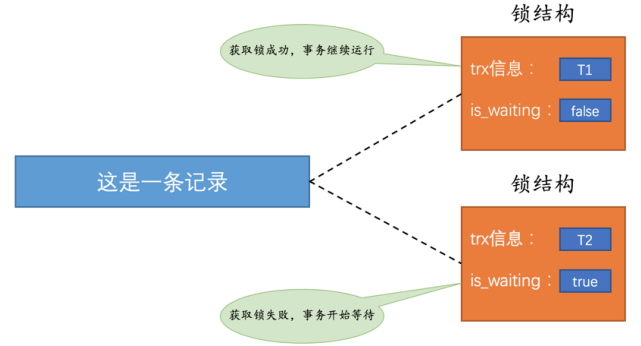 锁结构
获取锁成功，事务继续运行
trx信息： T1
is_waiting： false
这是一条记录
锁结构
trx信息： T2
is_waiting： true
获取锁失败，事务开始等待